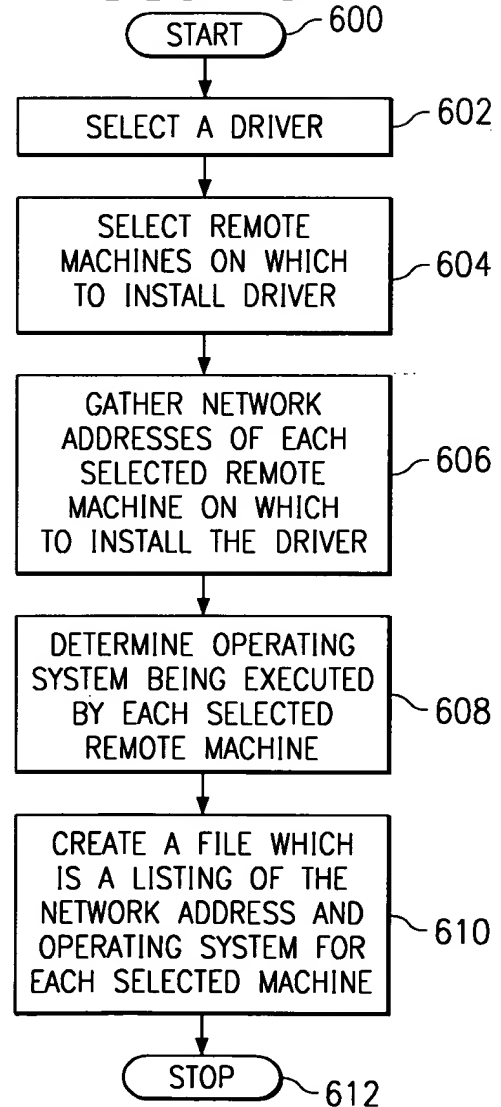 START
600
SELECT A DRIVER
602
SELECT REMOTE
MACHINES ON WHICH
TO INSTALL DRIVER
604
GATHER NETWORK
ADDRESSES OF EACH
SELECTED REMOTE
MACHINE ON WHICH
TO INSTALL THE DRIVER
606
DETERMINE OPERATING
SYSTEM BEING EXECUTED
BY EACH SELECTED
REMOTE MACHINE
608
CREATE A FILE WHICH
IS A LISTING OF THE
NETWORK ADDRESS AND
OPERATING SYSTEM FOR
EACH SELECTED MACHINE
610
STOP
612